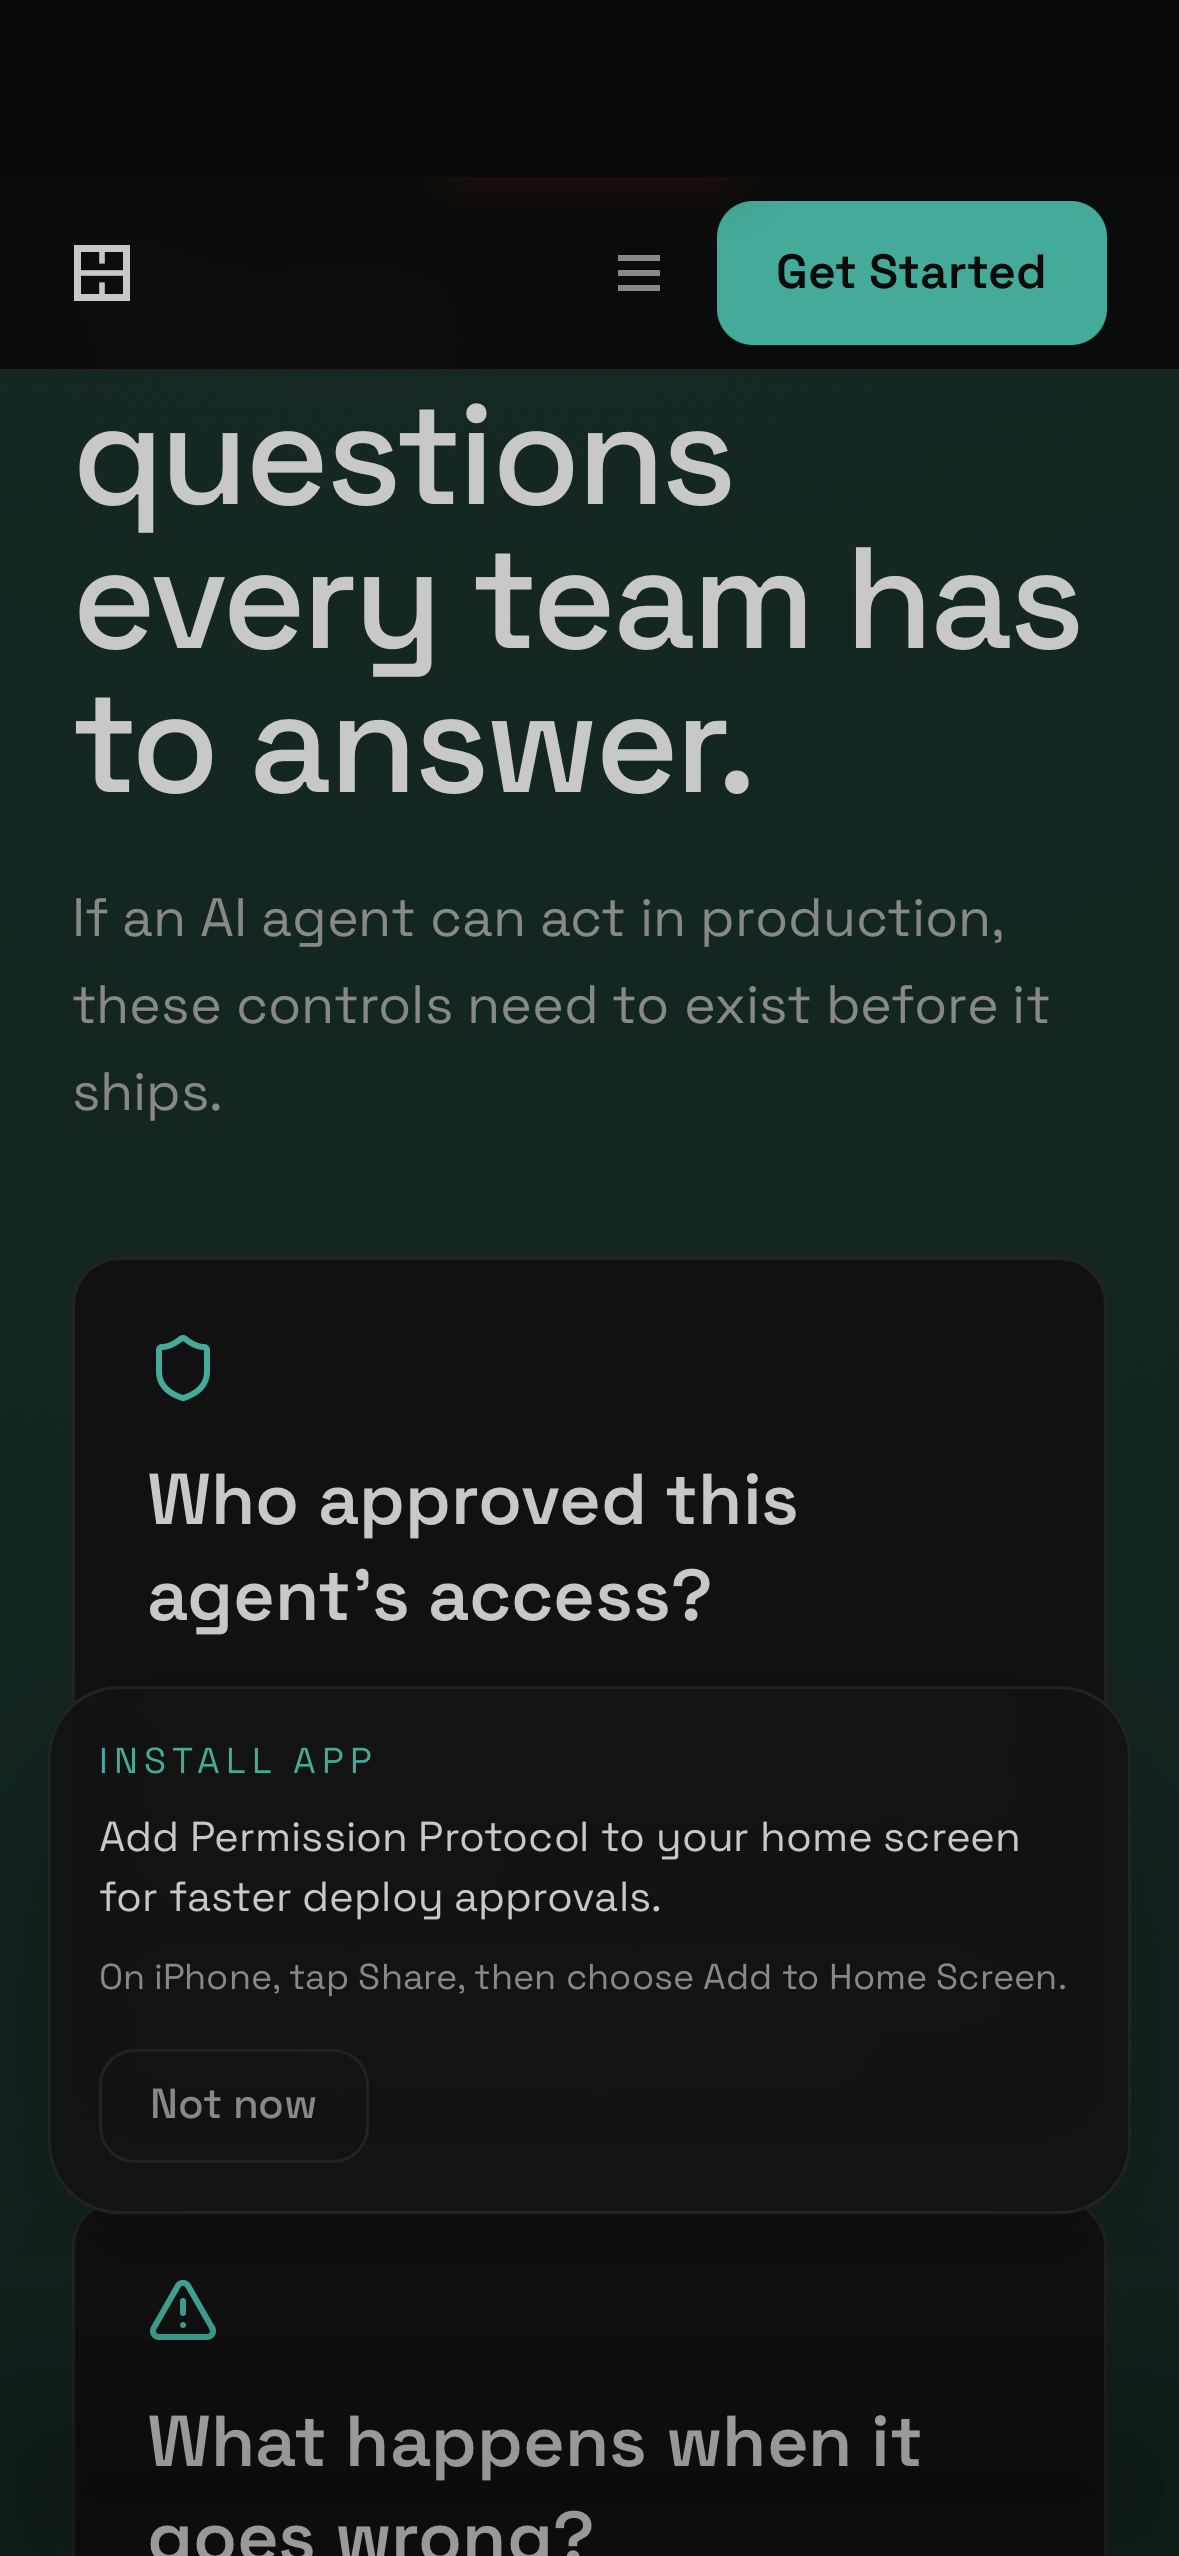 Get Started
questions
every team has
to answer.
If an AI agent can act in production,
these controls need to exist before it
ships.
Who approved this
agent’s access?
INSTALL APP
Add Permission Protocol to your home screen
for faster deploy approvals.
On iPhone, tap Share, then choose Add to Home Screen.
Not now
What happens when it
goes wrong?